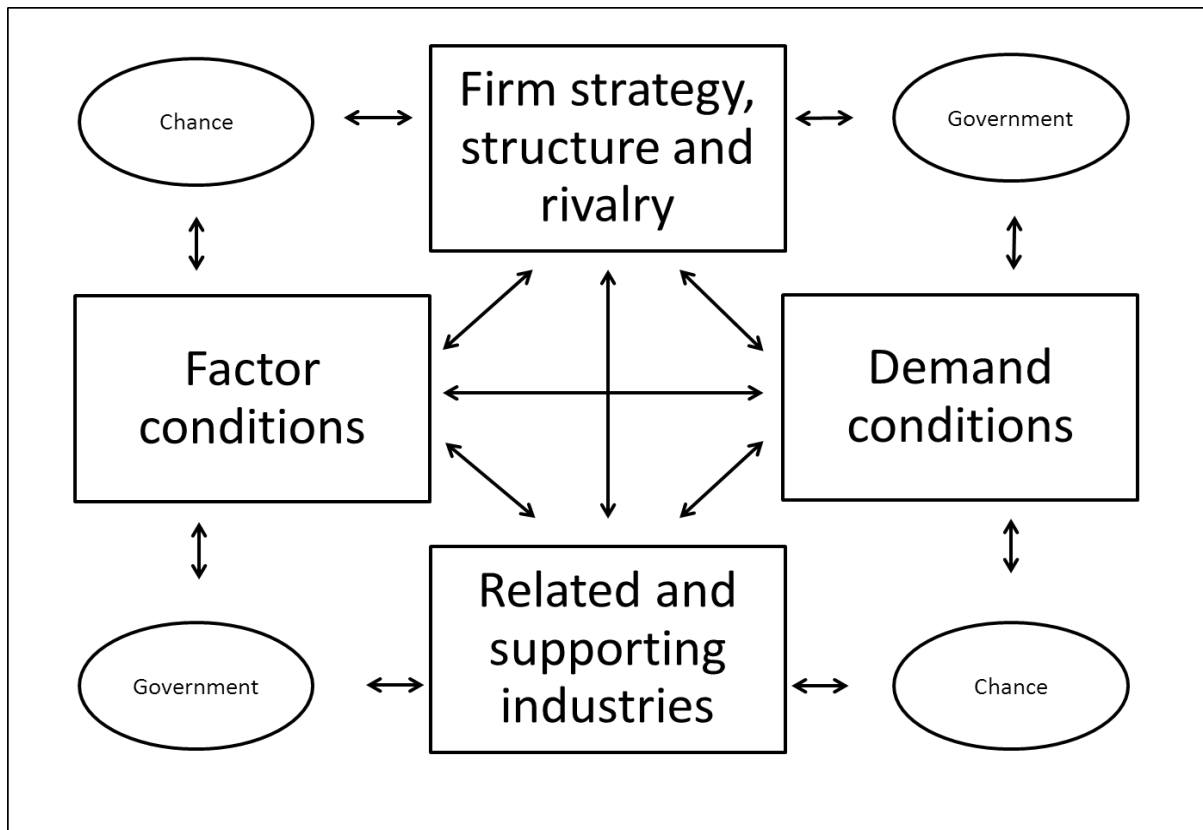 Chance
Firm strategy,
structure and
rivalry
Government
Factor
conditions
Demand
conditions
Government
Related and
supporting
industries
Chance